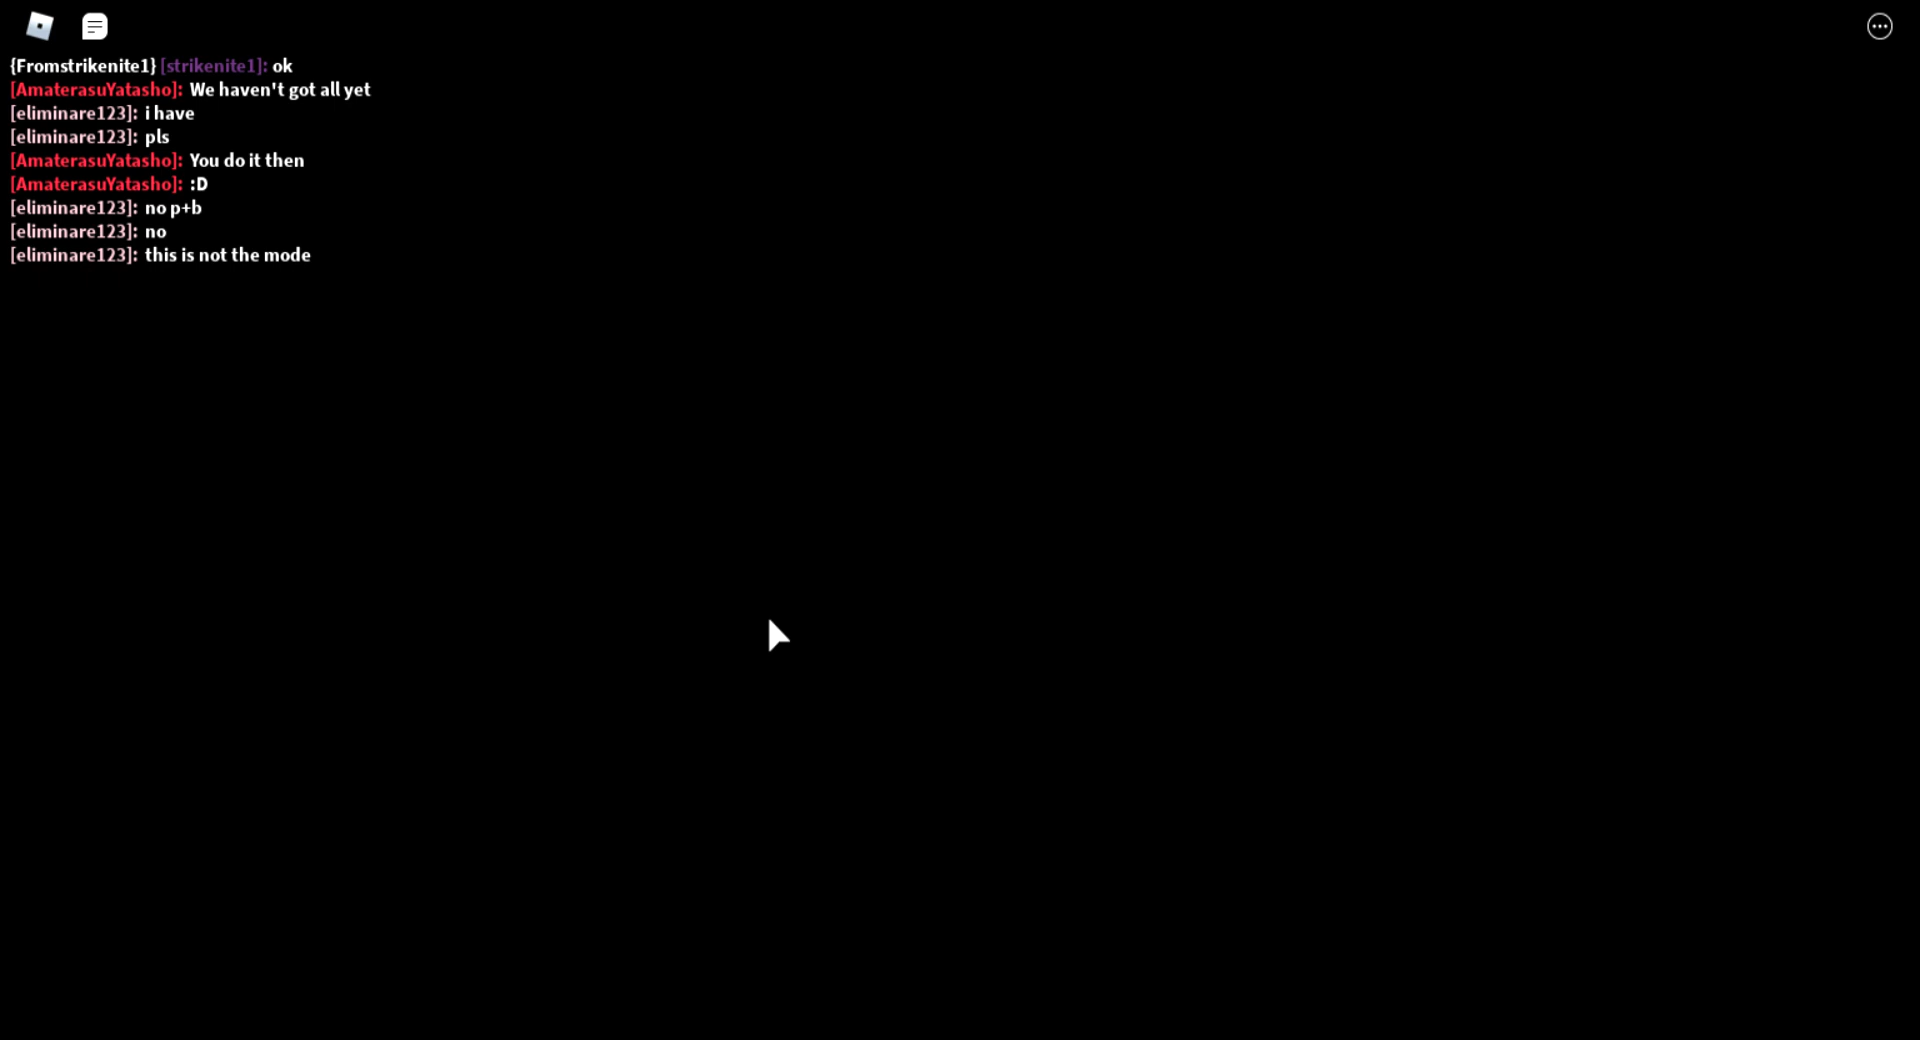 {Fromstrikenite1} [strikenite1]: ok
[AmaterasuYatasho]: We haven't got all yet
[eliminare123]: i have
[eliminare123]: pls
[AmaterasuYatasho]: You do it then
[AmaterasuYatasho]: :D
[eliminare123]: no p+b
[eliminare123]: no
[eliminare123]: this is not the mode